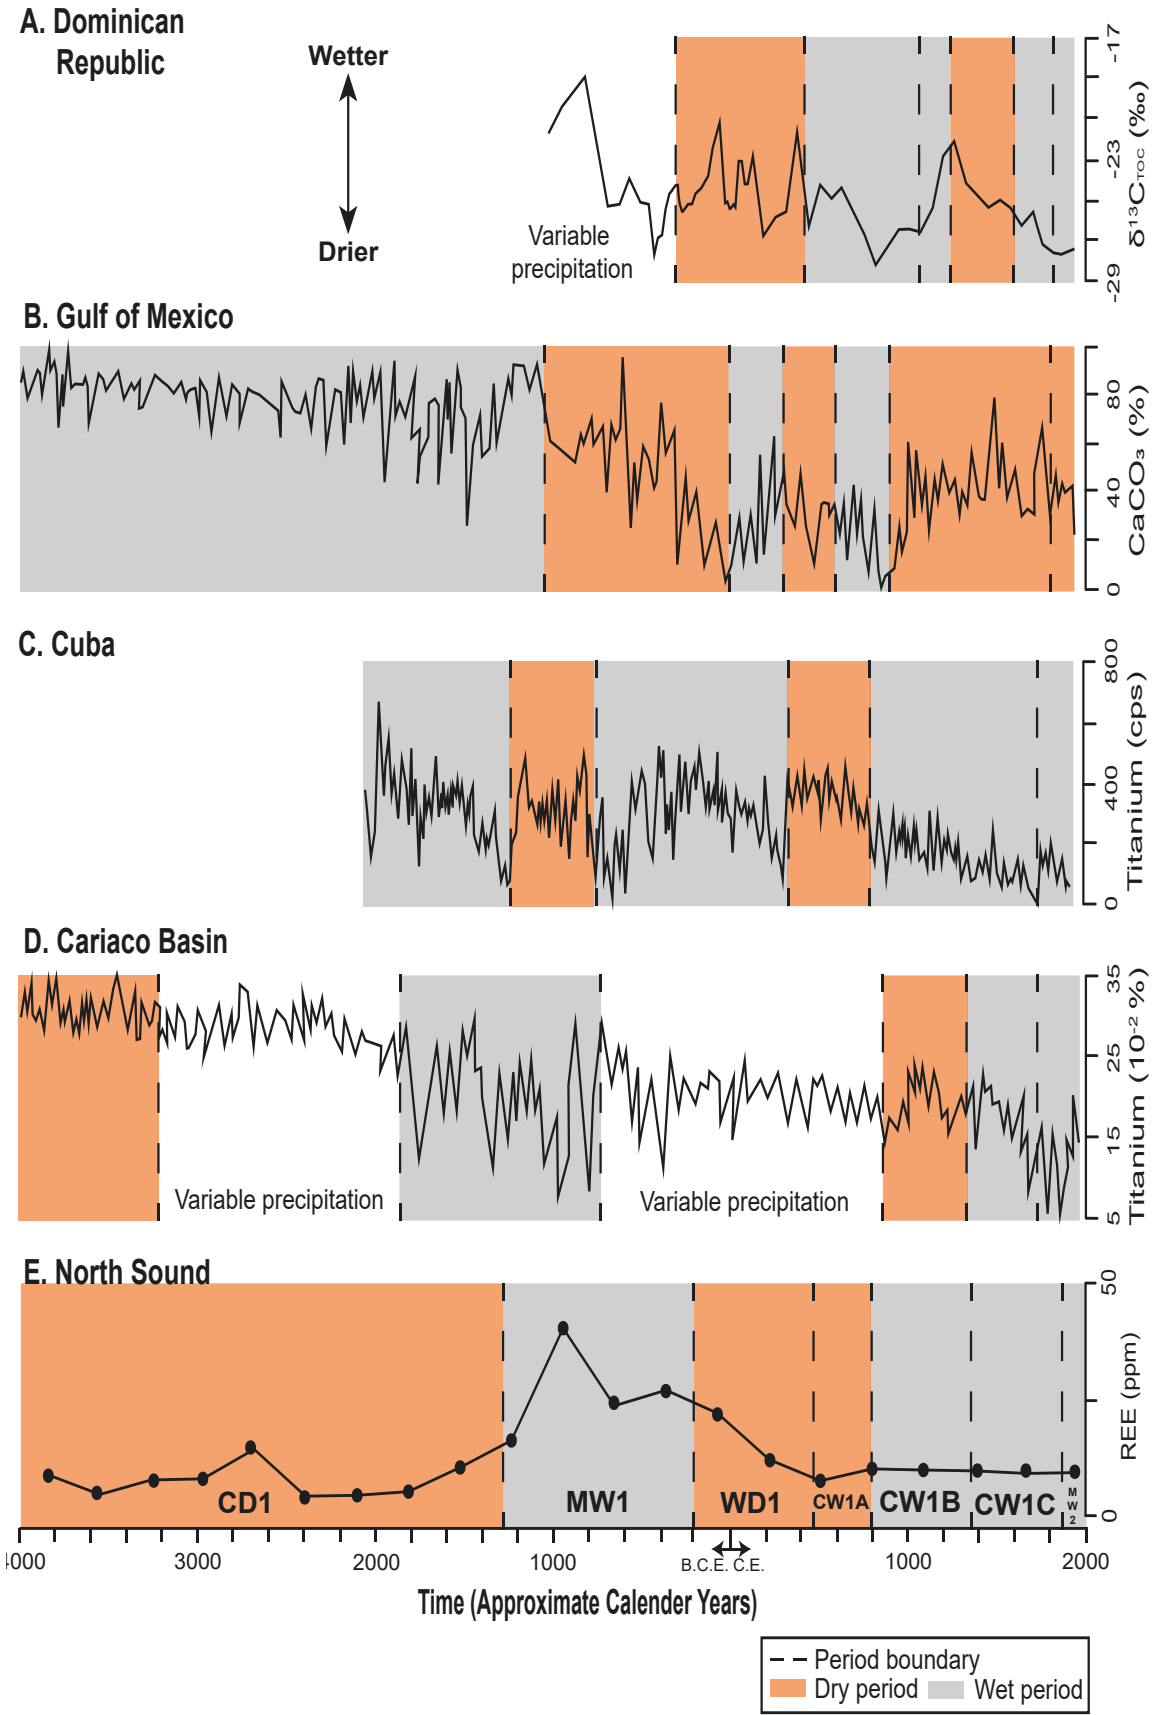 A. Dominican
Republic
Wetter
Drier
Variable
precipitation
-17
-23
-29
δ¹³CTOC (‰)
B. Gulf of Mexico
80
40
0
CaCO₃ (%)
C. Cuba
800
400
0
Titanium (cps)
D. Cariaco Basin
Variable precipitation
Variable precipitation
35
25
15
5
Titanium (10⁻² %)
E. North Sound
50
0
REE (ppm)
CD1
MW1
WD1
CW1A
CW1B
CW1C
M
W
2
4000
3000
2000
1000
B.C.E. C.E.
1000
2000
Time (Approximate Calender Years)
Period boundary
Dry period
Wet period